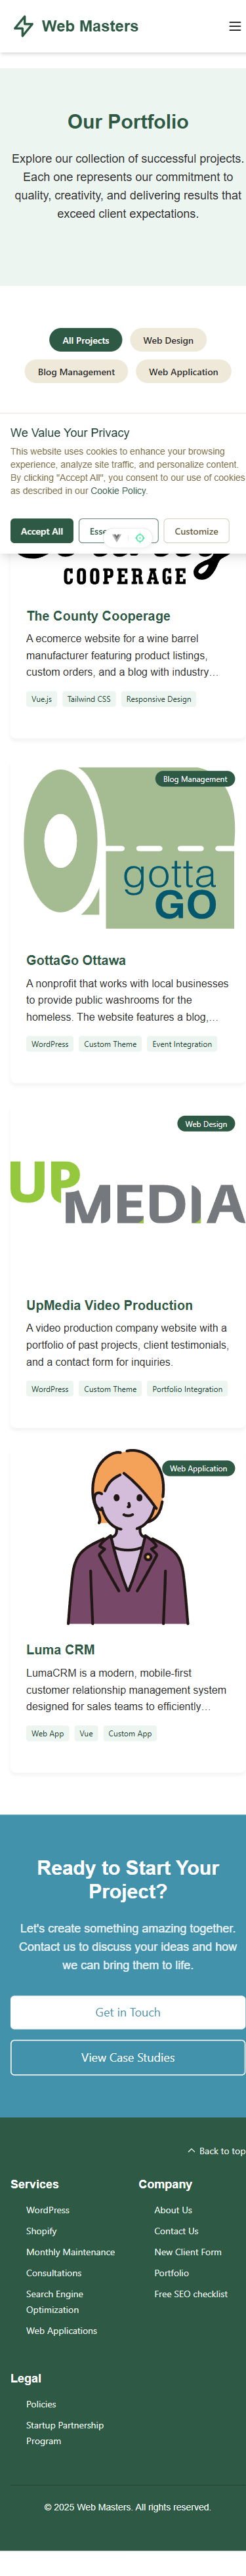 Web Masters
Our Portfolio
Explore our collection of successful projects.
Each one represents our commitment to
quality, creativity, and delivering results that
exceed client expectations.
All Projects
Web Design
Blog Management
Web Application
We Value Your Privacy
This website uses cookies to enhance your browsing
experience, analyze site traffic, and personalize content.
By clicking "Accept All", you consent to our use of cookies
as described in our Cookie Policy.
Accept All
Customize
COOPERAGE
The County Cooperage
A ecomerce website for a wine barrel
manufacturer featuring product listings,
custom orders, and a blog with industry…
Vue.js
Tailwind CSS
Responsive Design
Blog Management
gotta
GO
GottaGo Ottawa
A nonprofit that works with local businesses
to provide public washrooms for the
homeless. The website features a blog,…
WordPress
Custom Theme
Event Integration
Web Design
UPMEDIA
UpMedia Video Production
A video production company website with a
portfolio of past projects, client testimonials,
and a contact form for inquiries.
WordPress
Custom Theme
Portfolio Integration
Web Application
Luma CRM
LumaCRM is a modern, mobile-first
customer relationship management system
designed for sales teams to efficiently…
Web App
Vue
Custom App
Ready to Start Your
Project?
Let's create something amazing together.
Contact us to discuss your ideas and how
we can bring them to life.
Get in Touch
View Case Studies
Back to top
Services
WordPress
Shopify
Monthly Maintenance
Consultations
Search Engine
Optimization
Web Applications
Company
About Us
Contact Us
New Client Form
Portfolio
Free SEO checklist
Legal
Policies
Startup Partnership
Program
© 2025 Web Masters. All rights reserved.